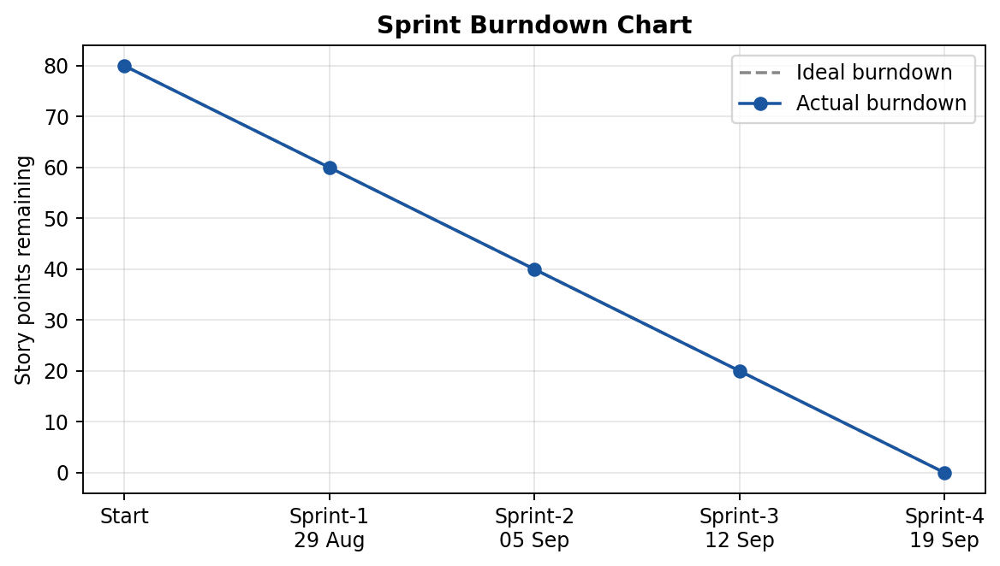 Sprint Burndown Chart
Ideal burndown
Actual burndown
Story points remaining
80
70
60
50
40
30
20
10
0
Start
Sprint-1
29 Aug
Sprint-2
05 Sep
Sprint-3
12 Sep
Sprint-4
19 Sep